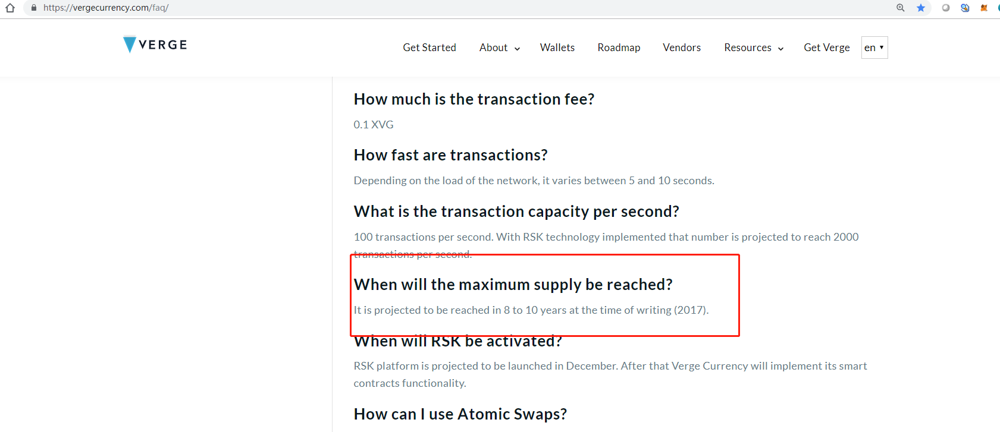 https://vergecurrency.com/faq/
VERGE
Get Started About Wallets Roadmap Vendors Resources Get Verge en
How much is the transaction fee?
0.1 XVG
How fast are transactions?
Depending on the load of the network, it varies between 5 and 10 seconds.
What is the transaction capacity per second?
100 transactions per second. With RSK technology implemented that number is projected to reach 2000
transactions per second.
When will the maximum supply be reached?
It is projected to be reached in 8 to 10 years at the time of writing (2017).
When will RSK be activated?
RSK platform is projected to be launched in December. After that Verge Currency will implement its smart
contracts functionality.
How can I use Atomic Swaps?